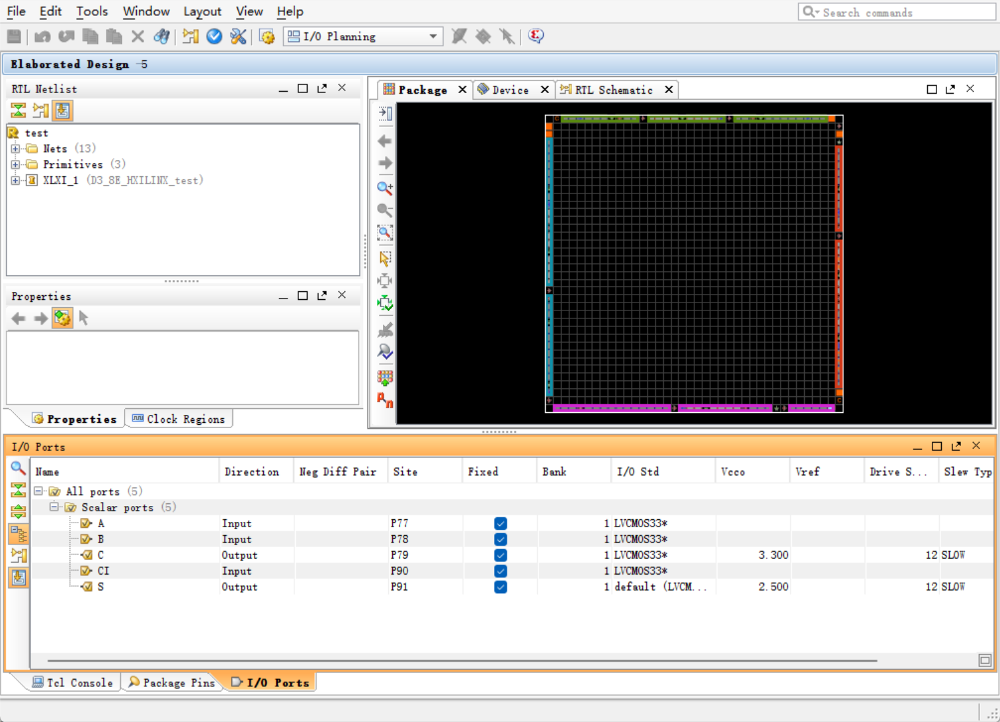 File Edit Tools Window Layout View Help
Search commands
I/O Planning
Elaborated Design -5
RTL Netlist
test
Nets (13)
Primitives (3)
XLXI_1 (D3_8E_HXILINX_test)
Properties
Properties Clock Regions
Package Device RTL Schematic
I/O Ports
Name Direction Neg Diff Pair Site Fixed Bank I/O Std Vcco Vref Drive S... Slew Typ
All ports (5)
Scalar ports (5)
A Input P77 1 LVCMOS33*
B Input P78 1 LVCMOS33*
C Output P79 1 LVCMOS33* 3.300 12 SLOW
CI Input P90 1 LVCMOS33*
S Output P91 1 default (LVCM... 2.500 12 SLOW
Tcl Console Package Pins I/O Ports